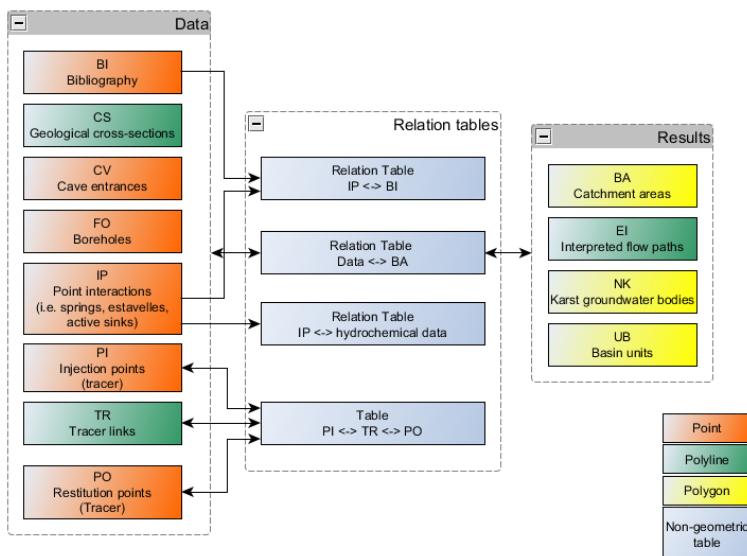 Data
BI
Bibliography
CS
Geological cross-sections
CV
Cave entrances
FO
Boreholes
IP
Point interactions
(i.e. springs, estavelles,
active sinks)
PI
Injection points
(tracer)
TR
Tracer links
PO
Restitution points
(Tracer)
Relation tables
Relation Table
IP <-> BI
Relation Table
Data <-> BA
Relation Table
IP <-> hydrochemical data
Table
PI <-> TR <-> PO
Results
BA
Catchment areas
EI
Interpreted flow paths
NK
Karst groundwater bodies
UB
Basin units
Point
Polyline
Polygon
Non-geometric
table